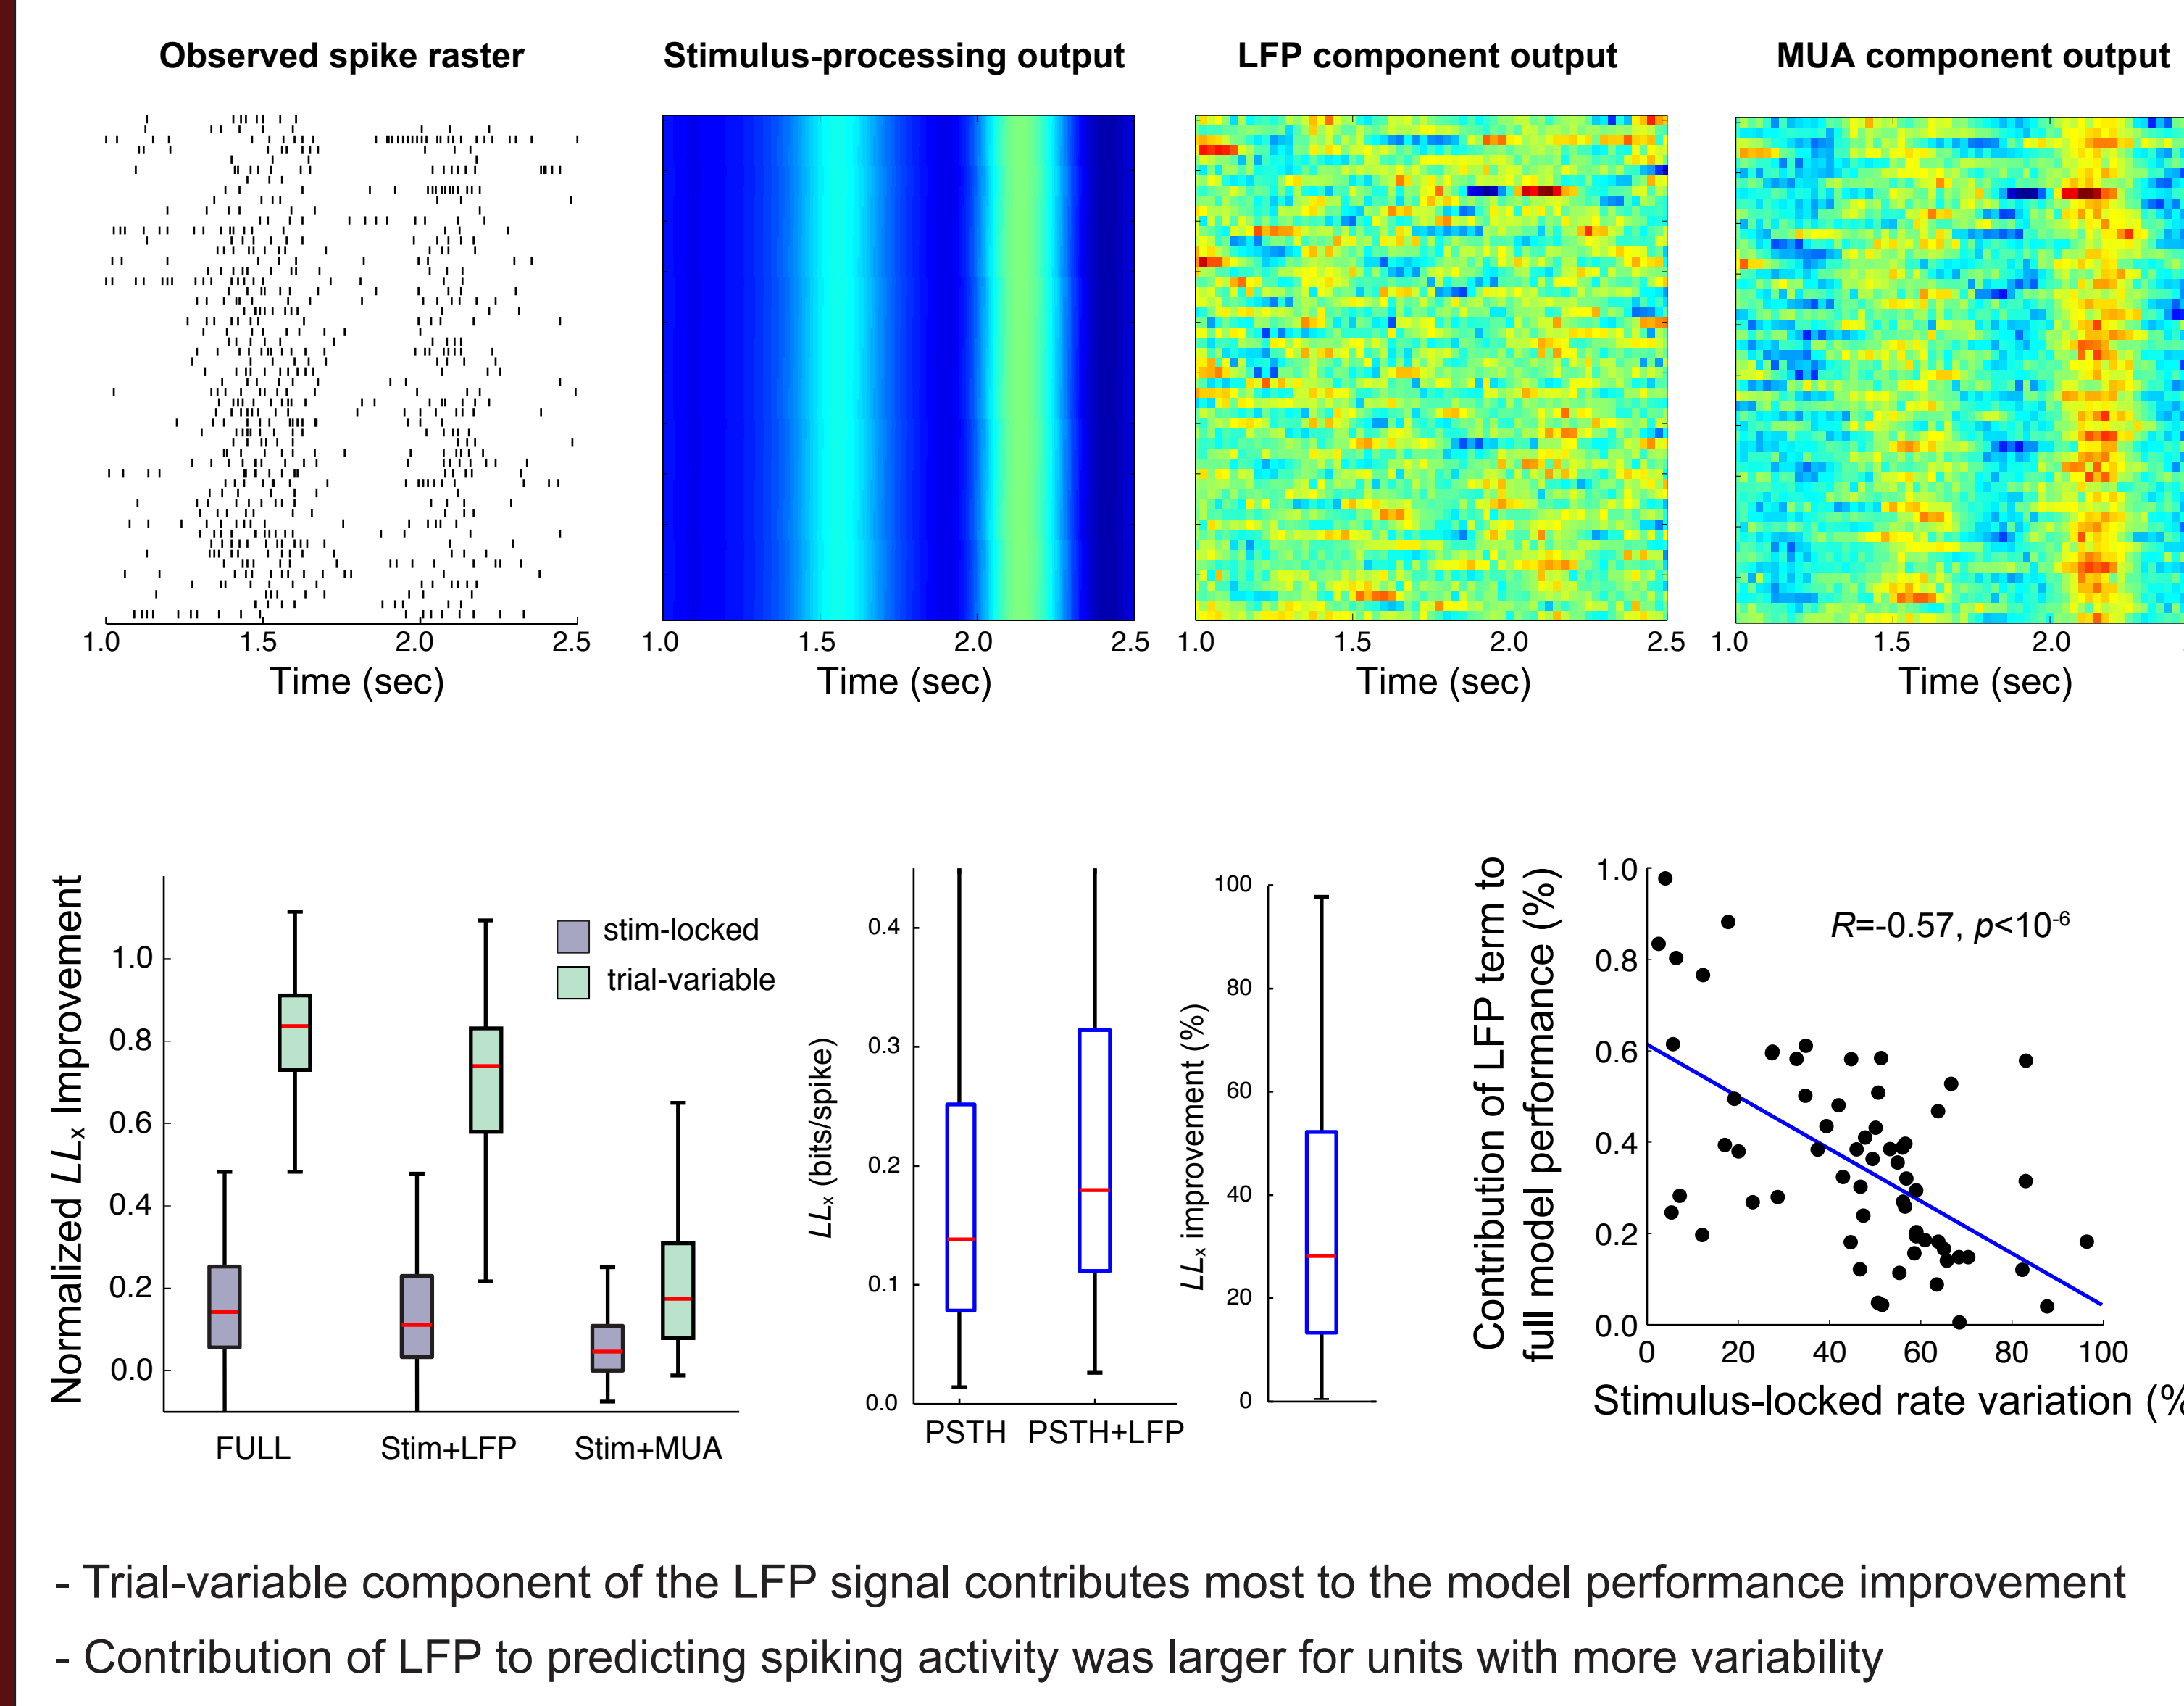 Observed spike raster
Stimulus-processing output
LFP component output
MUA component output
1.0 1.5 2.0 2.5
Time (sec)
1.0 1.5 2.0 2.5
Time (sec)
1.0 1.5 2.0 2.5
Time (sec)
1.0 1.5 2.0
Time (sec)
Normalized LLx Improvement
1.0
0.8
0.6
0.4
0.2
0.0
stim-locked
trial-variable
FULL Stim+LFP Stim+MUA
LLx (bits/spike)
0.4
0.3
0.2
0.1
0.0
PSTH PSTH+LFP
LLx improvement (%)
100
80
60
40
20
0
Contribution of LFP term to
full model performance (%)
1.0
0.8
0.6
0.4
0.2
0.0
R=-0.57, p<10-6
0 20 40 60 80 100
Stimulus-locked rate variation (%
- Trial-variable component of the LFP signal contributes most to the model performance improvement
- Contribution of LFP to predicting spiking activity was larger for units with more variability